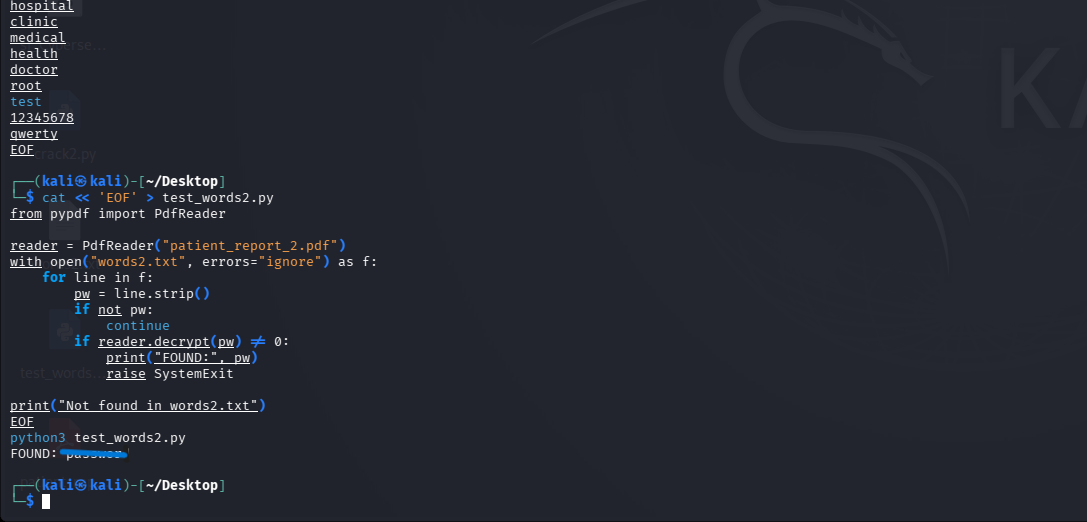 hospital
clinic
medical
health
doctor
root
test
12345678
qwerty
EOF
crack2.py
┌──(kali㉿kali)-[~/Desktop]
└─$ cat << 'EOF' > test_words2.py
from pypdf import PdfReader
reader = PdfReader("patient_report_2.pdf")
with open("words2.txt", errors="ignore") as f:
    for line in f:
        pw = line.strip()
        if not pw:
            continue
        if reader.decrypt(pw) != 0:
            print("FOUND:", pw)
            raise SystemExit
test_words...
print("Not found in words2.txt")
EOF
python3 test_words2.py
FOUND:
┌──(kali㉿kali)-[~/Desktop]
└─$